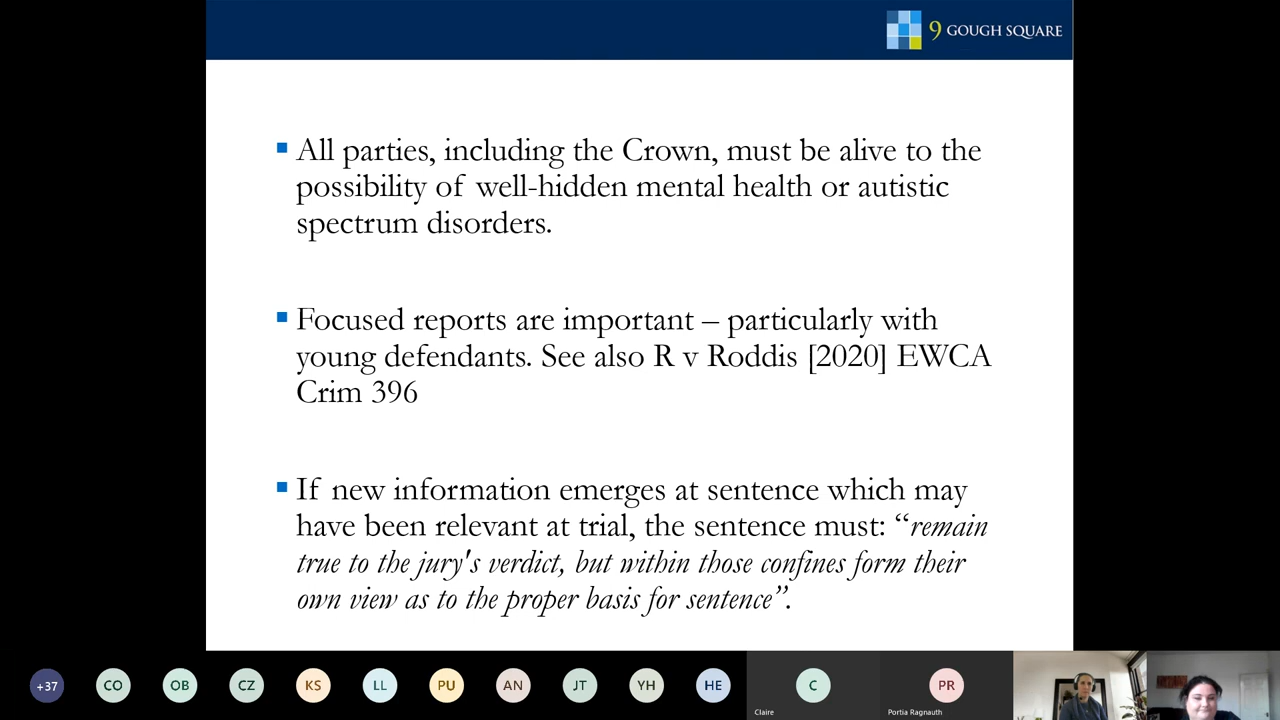 9 GOUGH SQUARE
All parties, including the Crown, must be alive to the
possibility of well-hidden mental health or autistic
spectrum disorders.
Focused reports are important – particularly with
young defendants. See also R v Roddis [2020] EWCA
Crim 396
If new information emerges at sentence which may
have been relevant at trial, the sentence must: “remain
true to the jury's verdict, but within those confines form their
own view as to the proper basis for sentence”.
+37 CO OB CZ KS LL PU AN JT YH HE C PR
Claire Portia Ragnauth